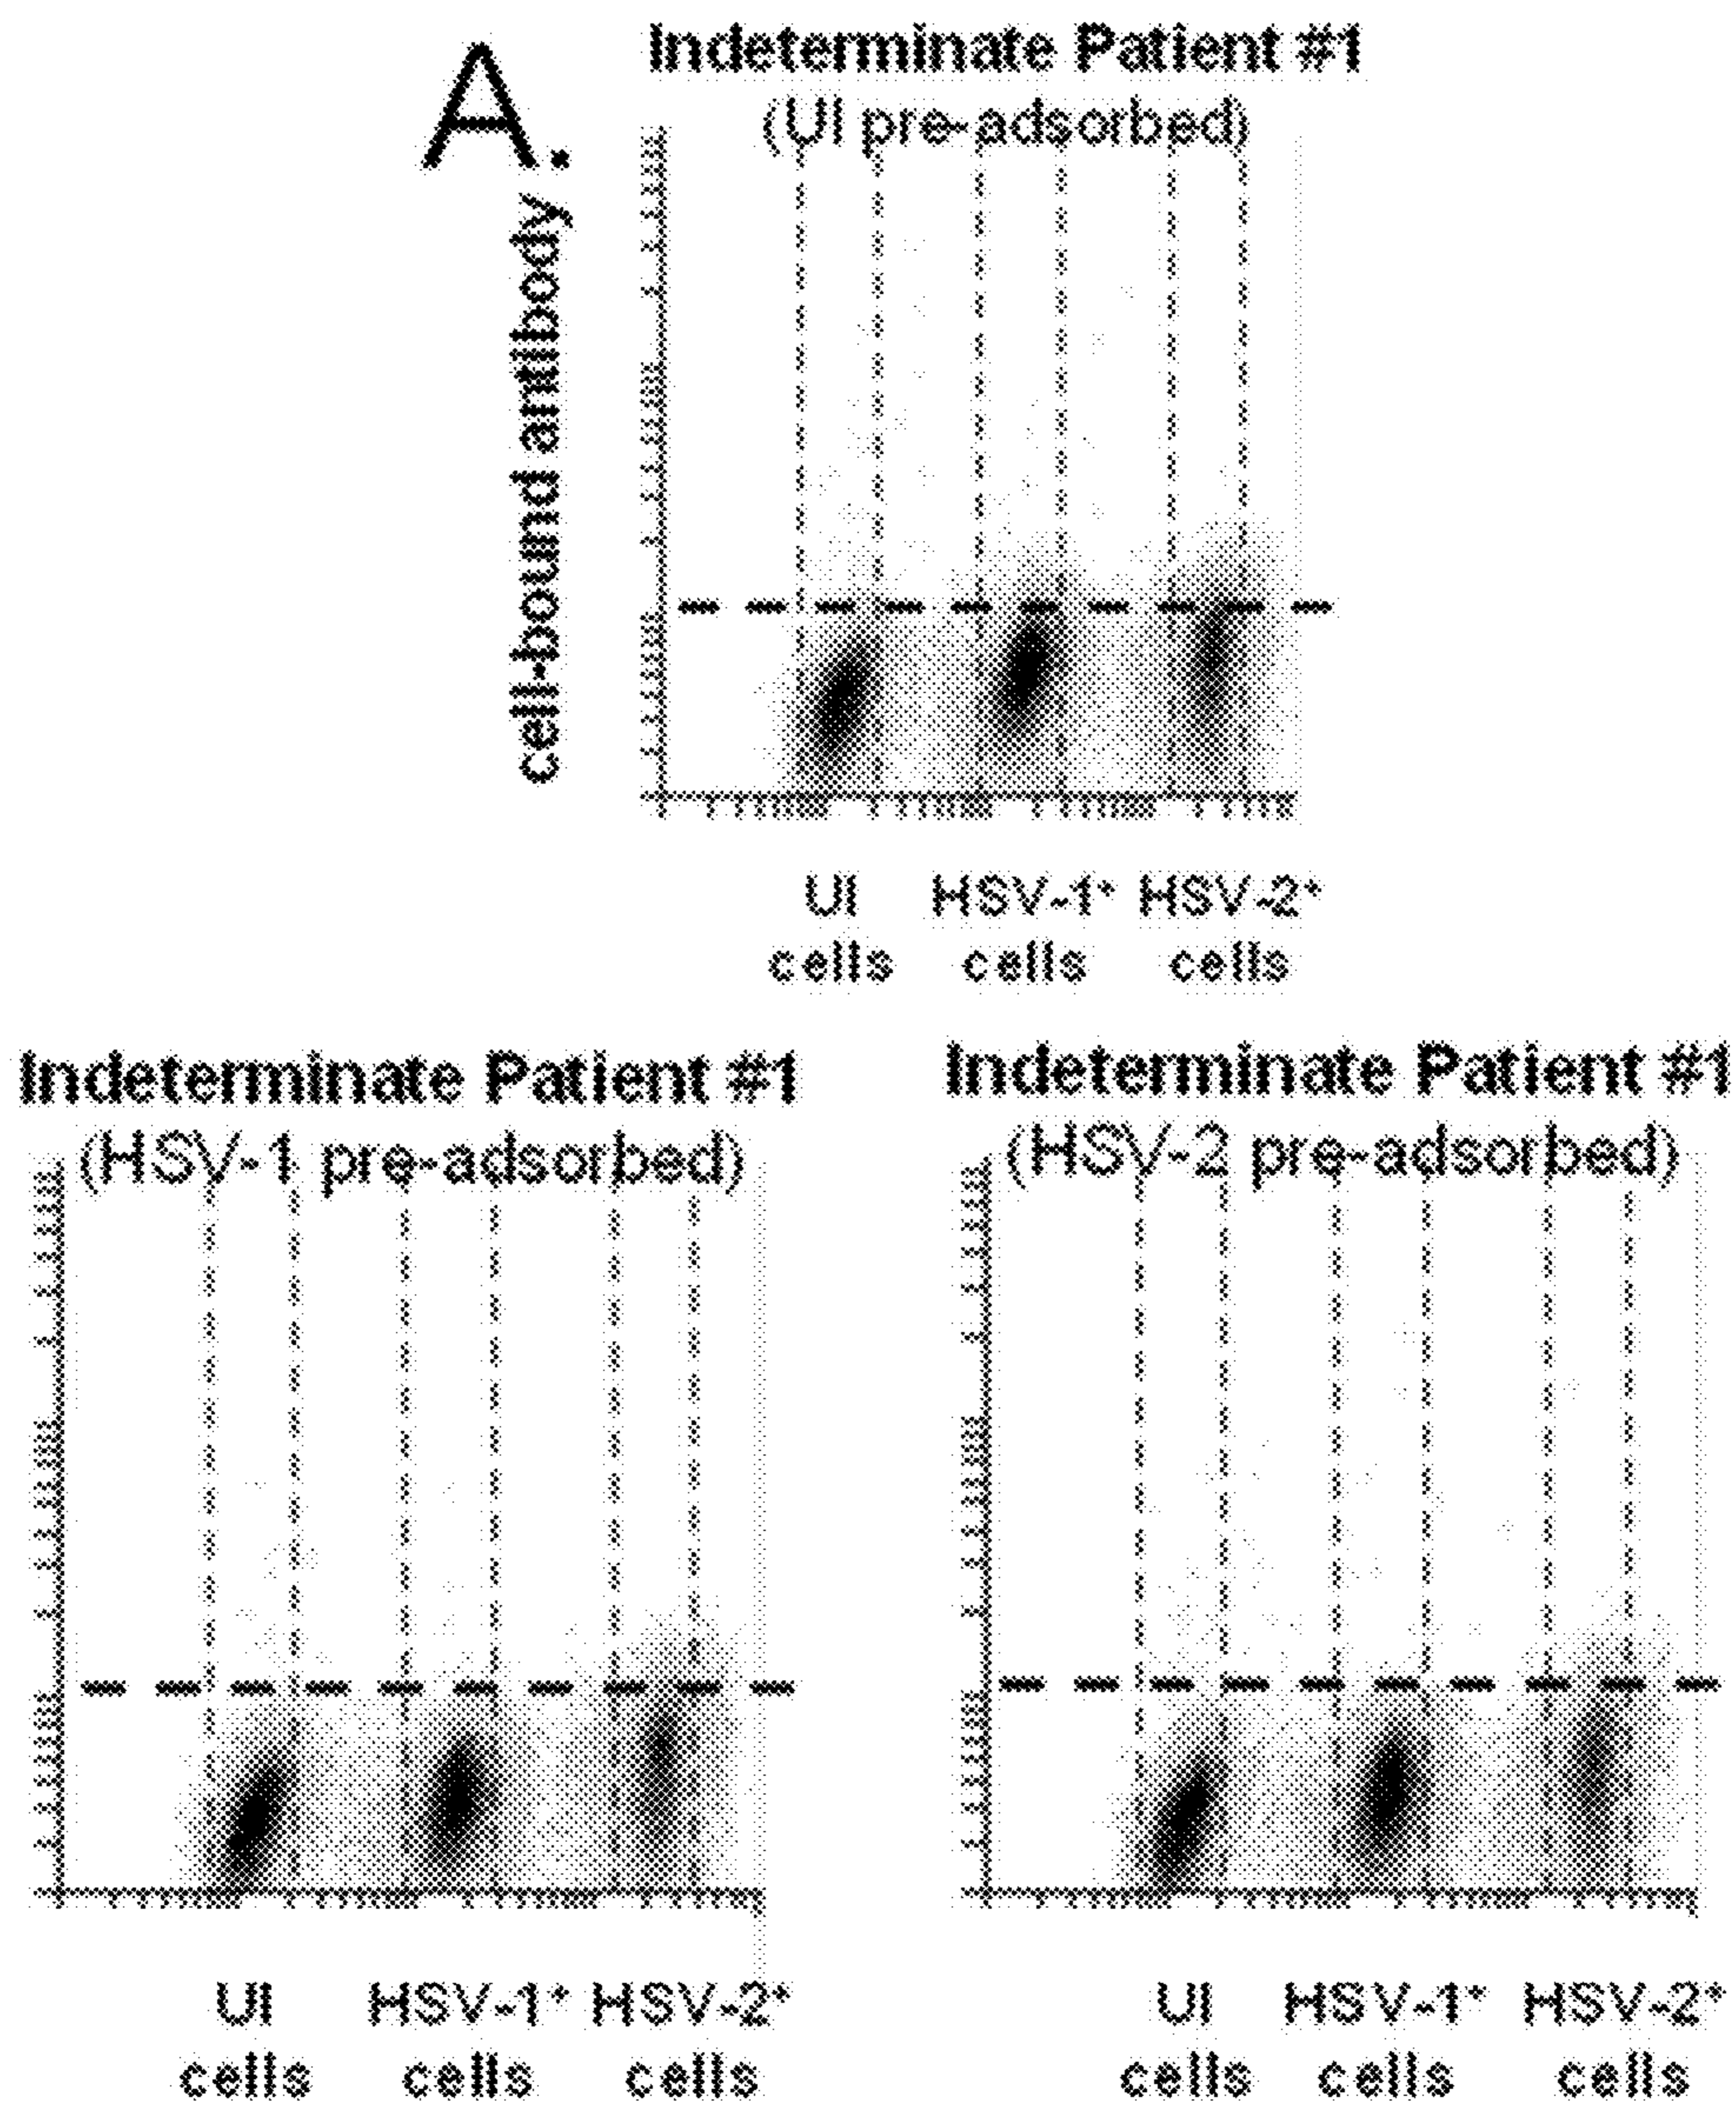 A.
Indeterminate Patient #1
(UI pre-adsorbed)
cell-bound antibody
UI HSV-1⁺ HSV-2⁺
cells cells cells
Indeterminate Patient #1
(HSV-1 pre-adsorbed)
UI HSV-1⁺ HSV-2⁺
cells cells cells
Indeterminate Patient #1
(HSV-2 pre-adsorbed)
UI HSV-1⁺ HSV-2⁺
cells cells cells